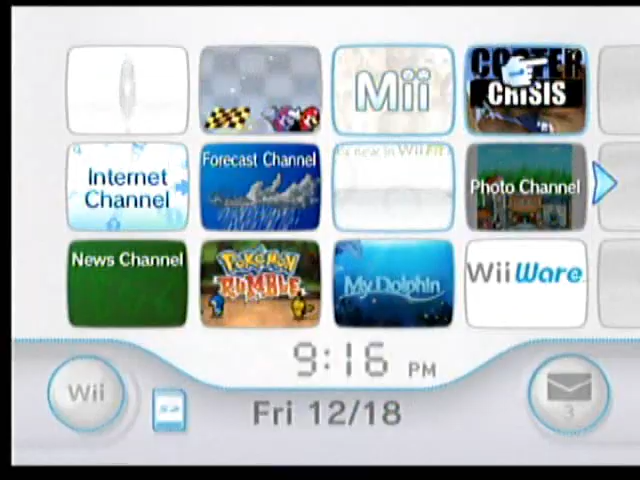 Mii
COPTER
CRISIS
Internet
Channel
Forecast Channel
Photo Channel
News Channel
POKÉMON
RUMBLE
My Dolphin
WiiWare
9:16 PM
Wii
3
Fri 12/18